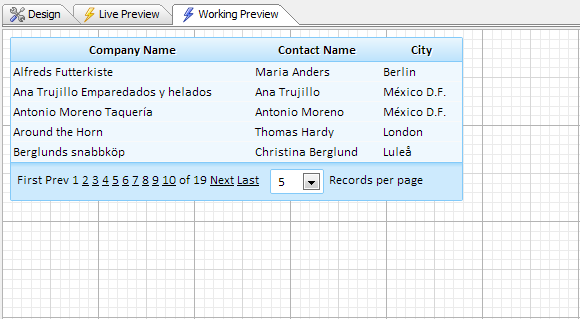 Design Live Preview Working Preview
Company Name Contact Name City
Alfreds Futterkiste Maria Anders Berlin
Ana Trujillo Emparedados y helados Ana Trujillo México D.F.
Antonio Moreno Taquería Antonio Moreno México D.F.
Around the Horn Thomas Hardy London
Berglunds snabbköp Christina Berglund Luleå
First Prev 1 2 3 4 5 6 7 8 9 10 of 19 Next Last 5 Records per page